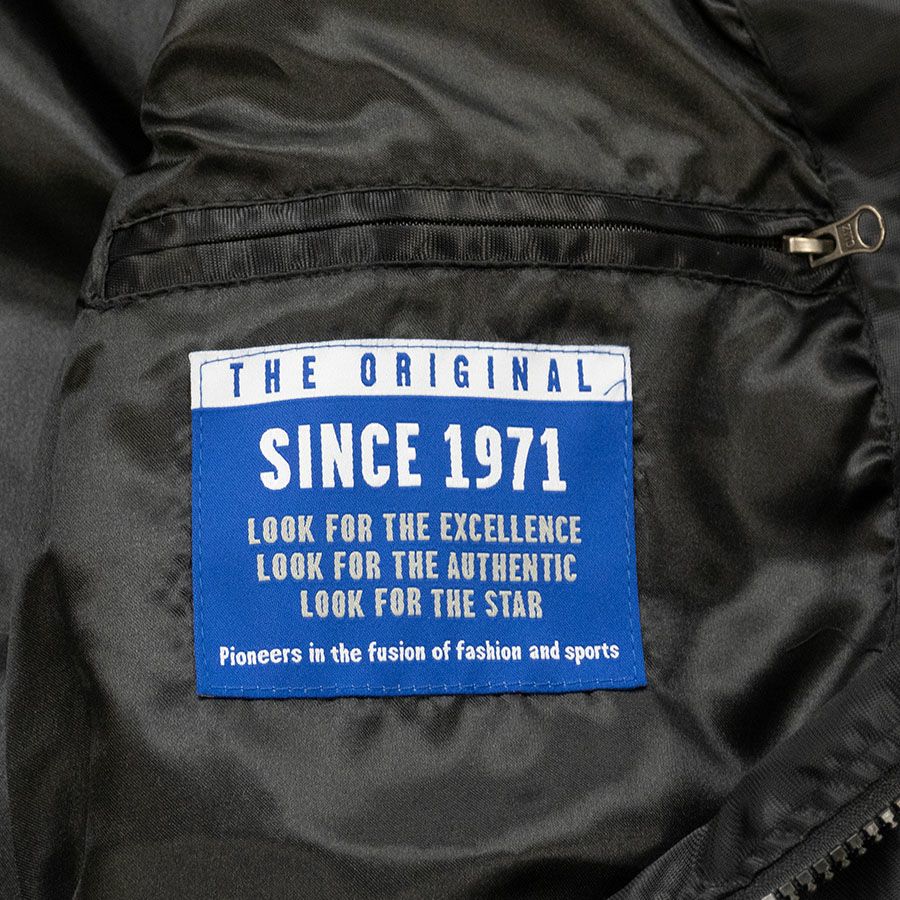 THE ORIGINAL
SINCE 1971
LOOK FOR THE EXCELLENCE
LOOK FOR THE AUTHENTIC
LOOK FOR THE STAR
Pioneers in the fusion of fashion and sports